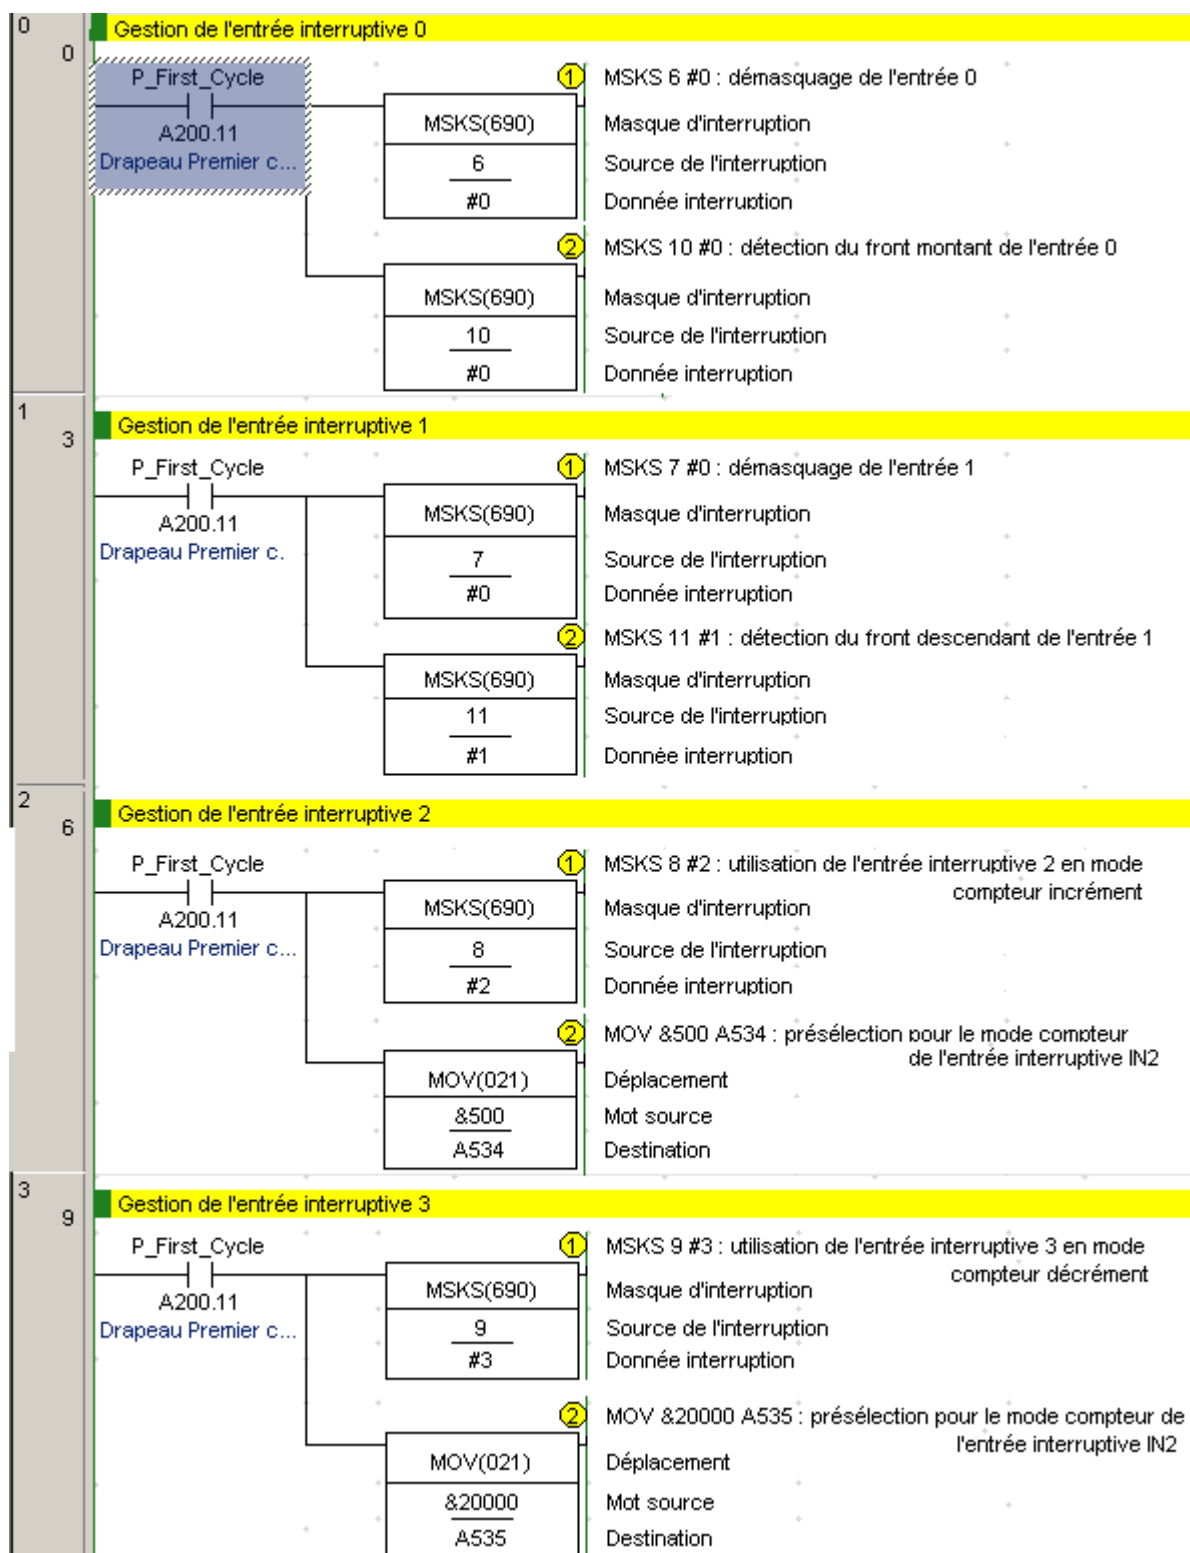 0
Gestion de l'entrée interruptive 0
0
P_First_Cycle
1 MSKS 6 #0 : démasquage de l'entrée 0
A200.11
MSKS(690) Masque d'interruption
Drapeau Premier c...
6 Source de l'interruption
#0 Donnée interruption
2 MSKS 10 #0 : détection du front montant de l'entrée 0
MSKS(690) Masque d'interruption
10 Source de l'interruption
#0 Donnée interruption
1
Gestion de l'entrée interruptive 1
3
P_First_Cycle
1 MSKS 7 #0 : démasquage de l'entrée 1
A200.11
MSKS(690) Masque d'interruption
Drapeau Premier c.
7 Source de l'interruption
#0 Donnée interruption
2 MSKS 11 #1 : détection du front descendant de l'entrée 1
MSKS(690) Masque d'interruption
11 Source de l'interruption
#1 Donnée interruption
2
Gestion de l'entrée interruptive 2
6
P_First_Cycle
1 MSKS 8 #2 : utilisation de l'entrée interruptive 2 en mode
compteur incrément
A200.11
MSKS(690) Masque d'interruption
Drapeau Premier c...
8 Source de l'interruption
#2 Donnée interruption
2 MOV &500 A534 : présélection pour le mode compteur
de l'entrée interruptive IN2
MOV(021) Déplacement
&500 Mot source
A534 Destination
3
Gestion de l'entrée interruptive 3
9
P_First_Cycle
1 MSKS 9 #3 : utilisation de l'entrée interruptive 3 en mode
compteur décrément
A200.11
MSKS(690) Masque d'interruption
Drapeau Premier c...
9 Source de l'interruption
#3 Donnée interruption
2 MOV &20000 A535 : présélection pour le mode compteur de
l'entrée interruptive IN2
MOV(021) Déplacement
&20000 Mot source
A535 Destination